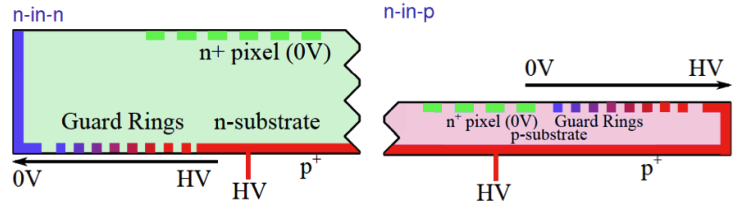 n-in-n
n+ pixel (0V)
Guard Rings
n-substrate
0V
HV
HV
p+
n-in-p
0V
HV
n+ pixel (0V)
Guard Rings
p-substrate
HV
p+